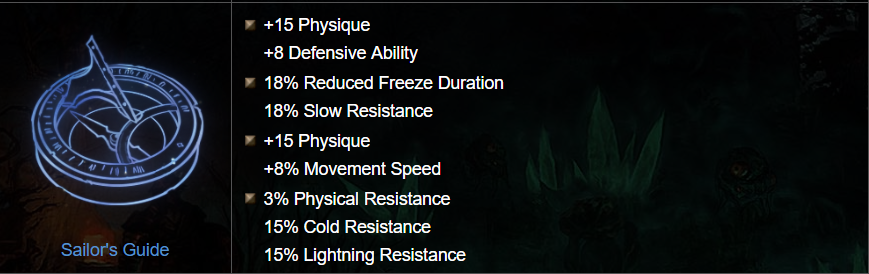 +15 Physique
+8 Defensive Ability
18% Reduced Freeze Duration
18% Slow Resistance
+15 Physique
+8% Movement Speed
3% Physical Resistance
15% Cold Resistance
15% Lightning Resistance
Sailor's Guide